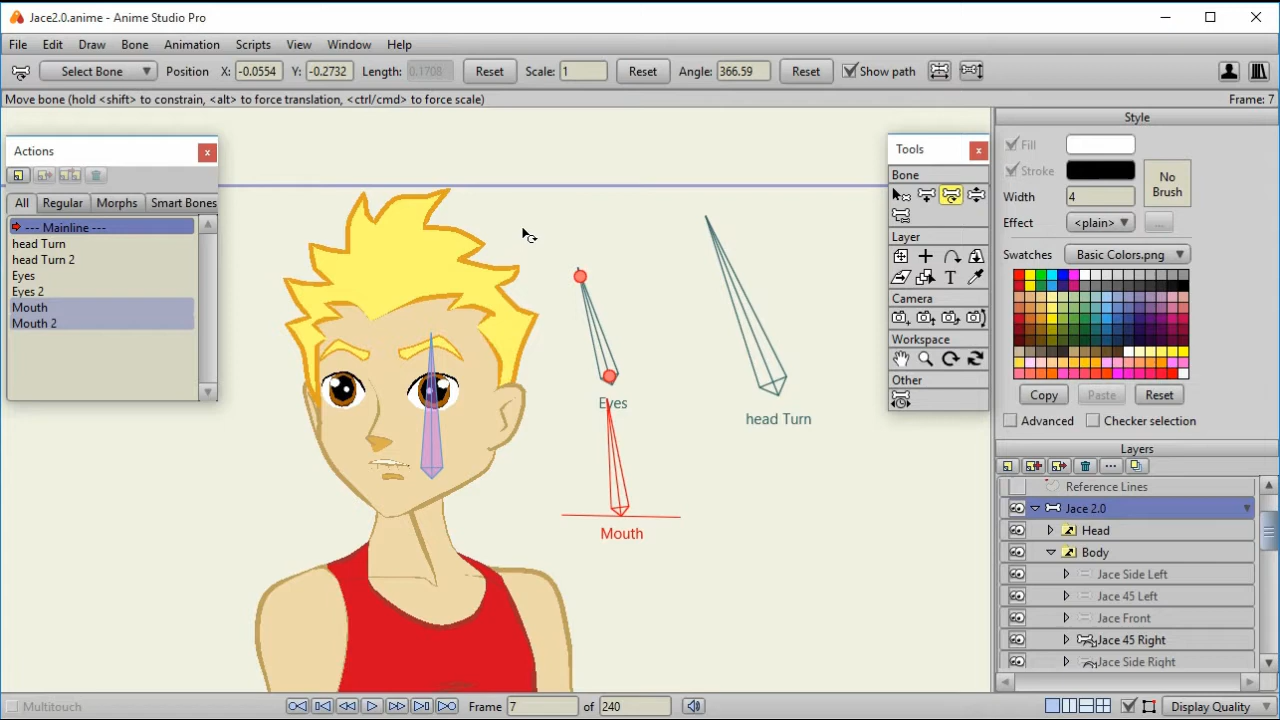 Jace2.0.anime - Anime Studio Pro
File Edit Draw Bone Animation Scripts View Window Help
Select Bone Position X: -0.0554 Y: -0.2732 Length: 0.1708 Reset Scale: 1 Reset Angle: 366.59 Reset Show path
Move bone (hold <shift> to constrain, <alt> to force translation, <ctrl/cmd> to force scale) Frame: 7
Actions x
All Regular Morphs Smart Bones
--- Mainline ---
head Turn
head Turn 2
Eyes
Eyes 2
Mouth
Mouth 2
Eyes
head Turn
Mouth
Tools x
Bone
Layer
T
Camera
Workspace
Other
Style
Fill
Stroke
No
Brush
Width 4
Effect <plain> ...
Swatches Basic Colors.png
Copy Paste Reset
Advanced Checker selection
Layers
Reference Lines
Jace 2.0
Head
Body
Jace Side Left
Jace 45 Left
Jace Front
Jace 45 Right
Jace Side Right
Multitouch Frame 7 of 240 Display Quality